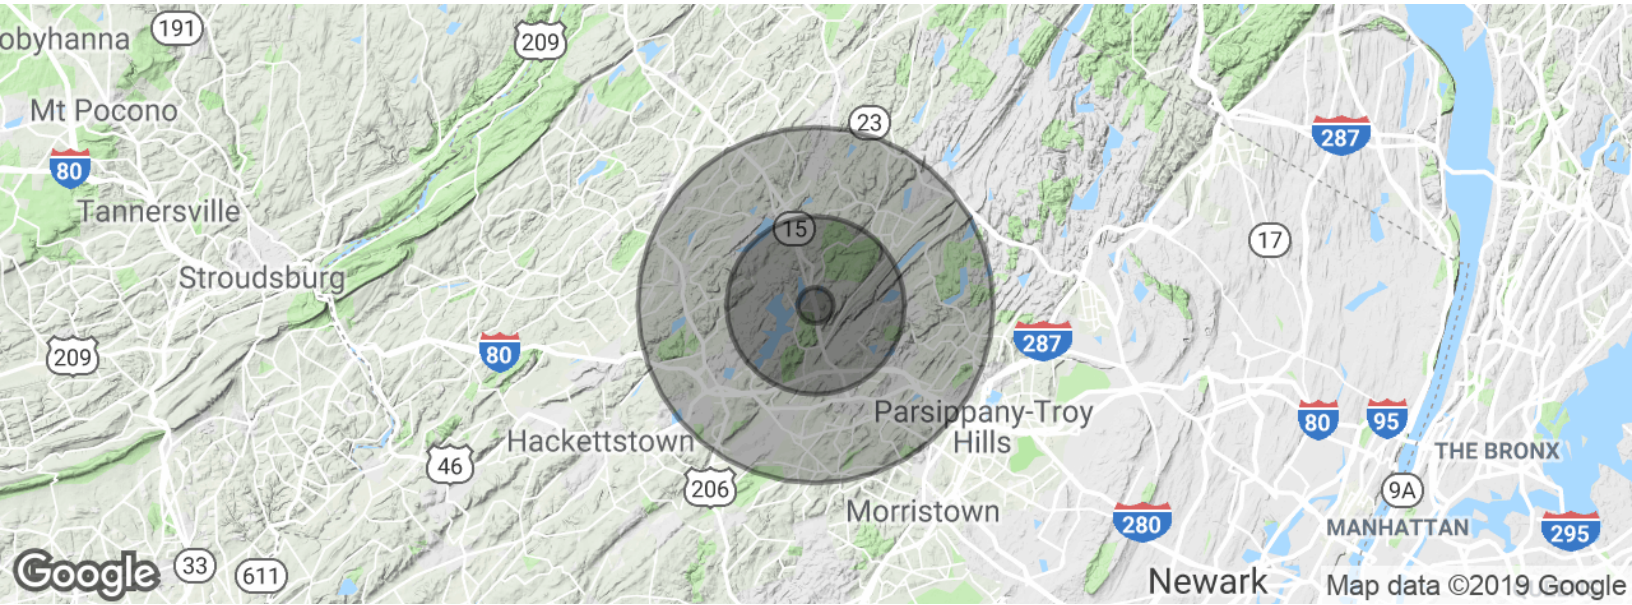 obyhanna
191
209
Mt Pocono
23
287
80
Tannersville
15
17
Stroudsburg
209
80
287
Parsippany-Troy
Hills
80
95
Hackettstown
46
THE BRONX
206
9A
Morristown
280
MANHATTAN
295
33
611
Google
Newark
Map data ©2019 Google